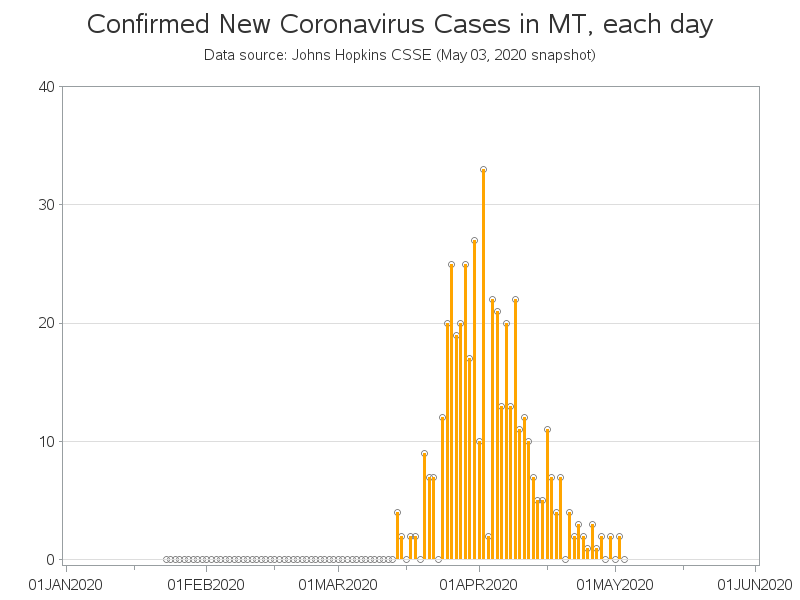 Confirmed New Coronavirus Cases in MT, each day
Data source: Johns Hopkins CSSE (May 03, 2020 snapshot)
40
30
20
10
0
01JAN2020 01FEB2020 01MAR2020 01APR2020 01MAY2020 01JUN2020